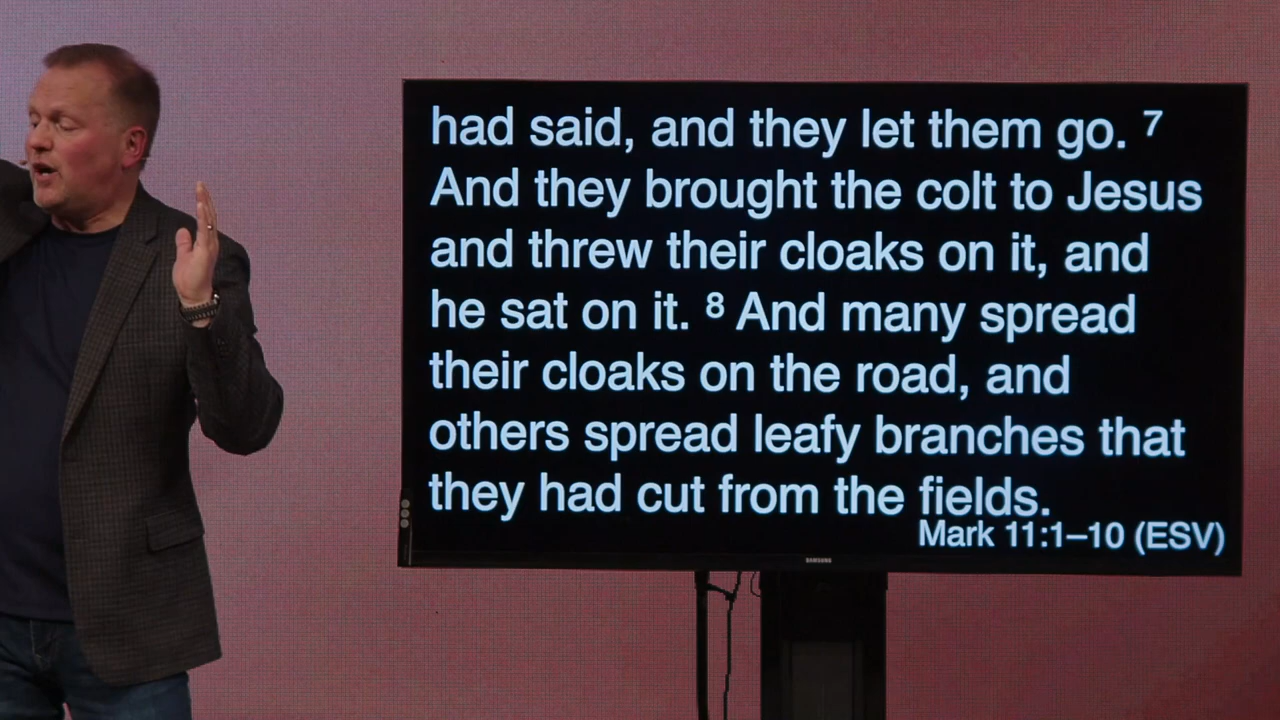 had said, and they let them go. 7
And they brought the colt to Jesus
and threw their cloaks on it, and
he sat on it. 8 And many spread
their cloaks on the road, and
others spread leafy branches that
they had cut from the fields.
Mark 11:1–10 (ESV)
SAMSUNG